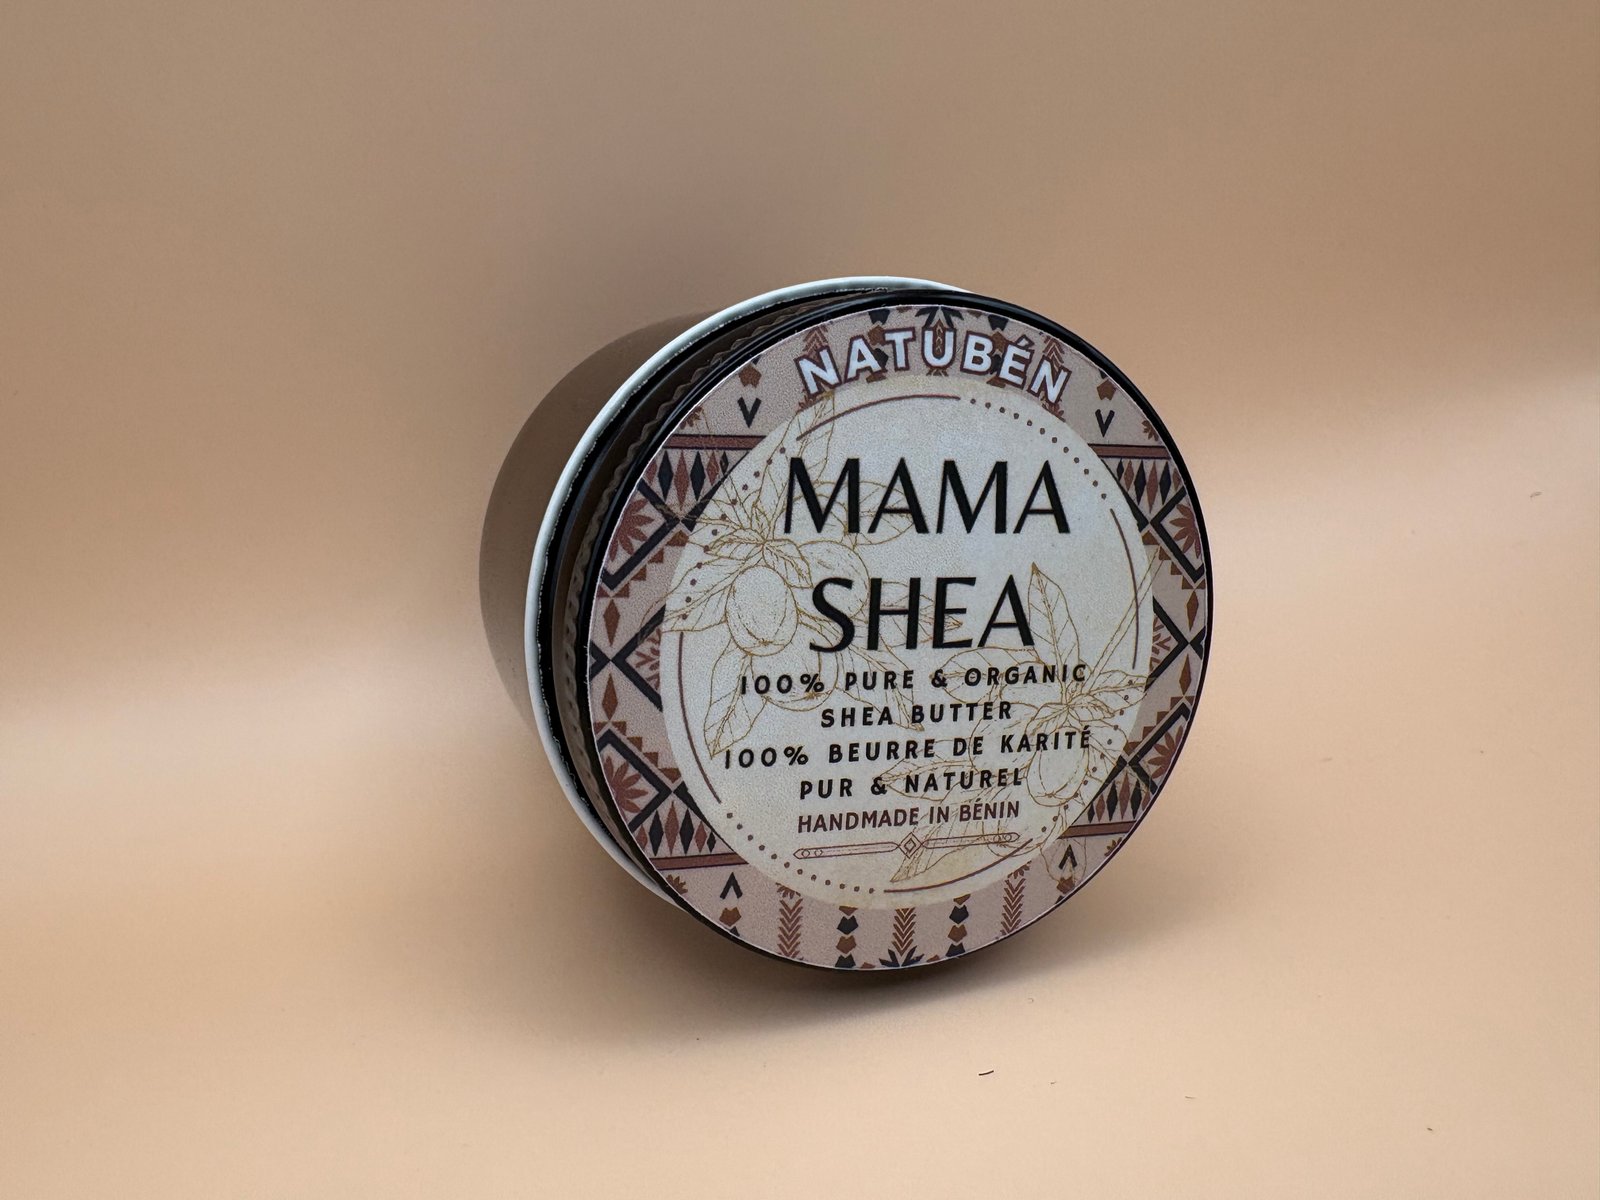 NATUBÉN
MAMA
SHEA
100% PURE & ORGANIC
SHEA BUTTER
100% BEURRE DE KARITÉ
PUR & NATUREL
HANDMADE IN BÉNIN